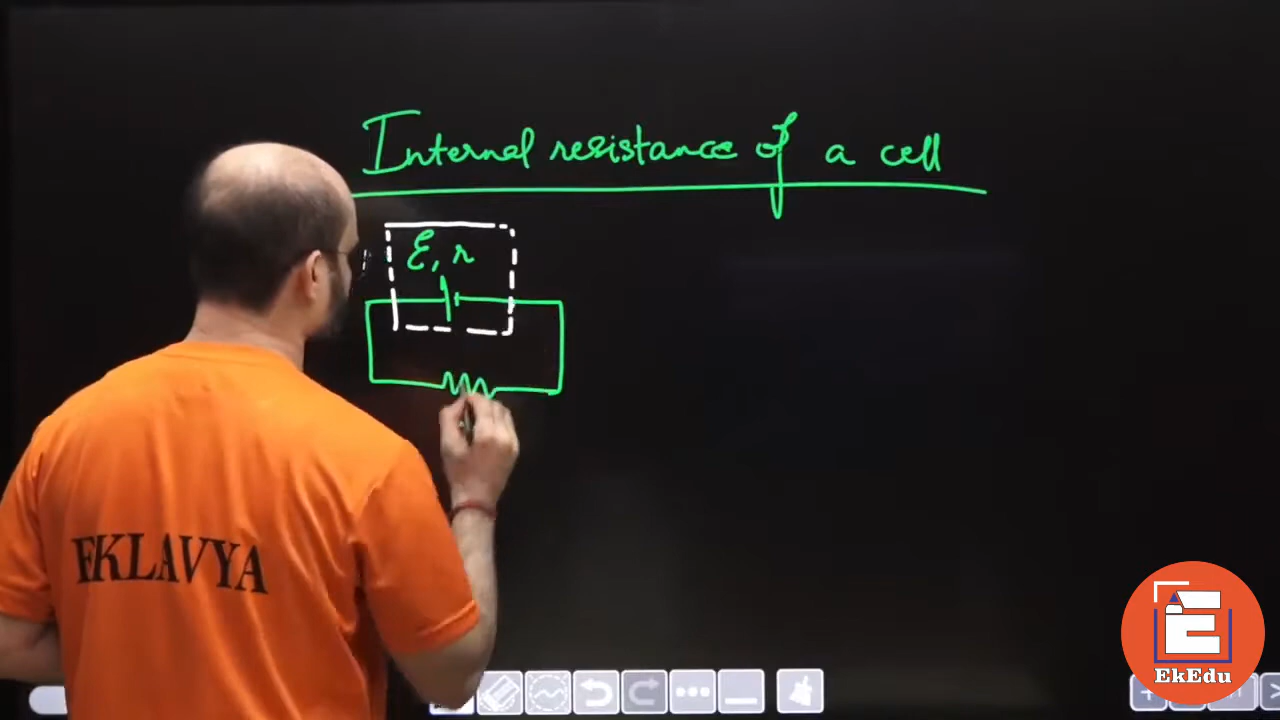 Internal resistance of a cell
Ɛ, r
EKLAVYA
E
EkEdu